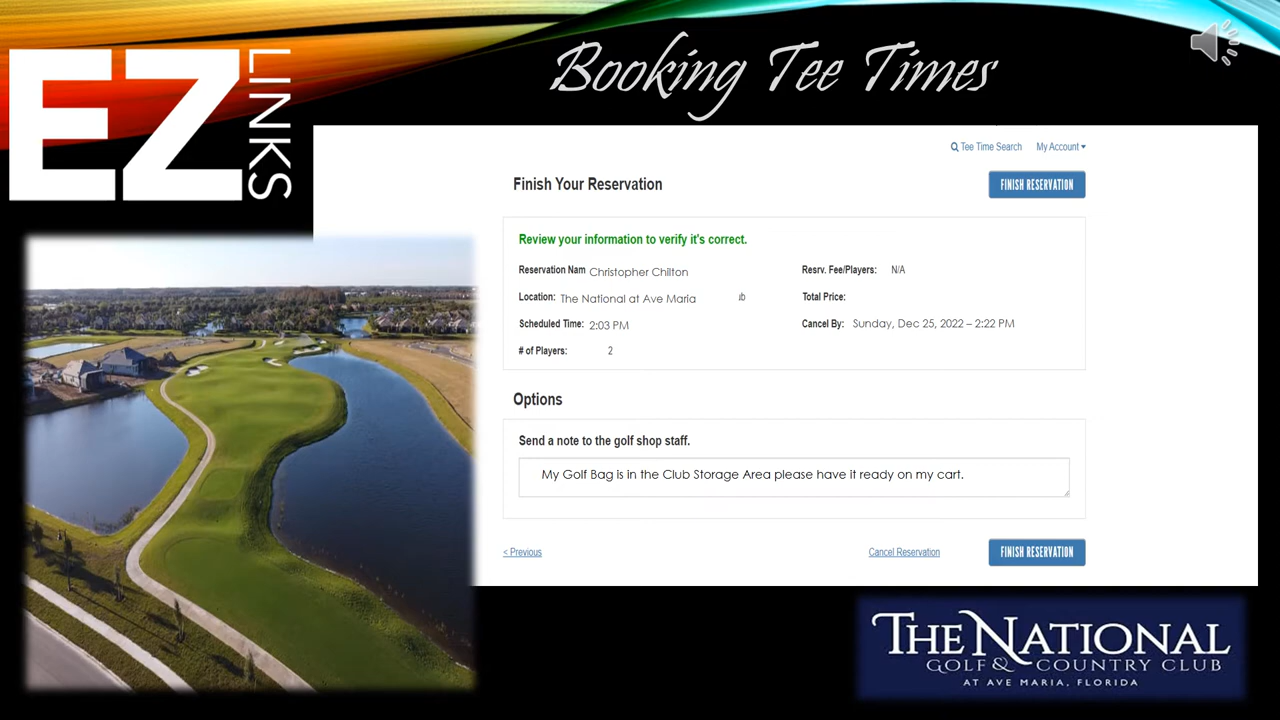 EZ LINKS
Booking Tee Times
Tee Time Search My Account
Finish Your Reservation
FINISH RESERVATION
Review your information to verify it's correct.
Reservation Nam Christopher Chilton
Resrv. Fee/Players: N/A
Location: The National at Ave Maria ub
Total Price:
Scheduled Time: 2:03 PM
Cancel By: Sunday, Dec 25, 2022 – 2:22 PM
# of Players: 2
Options
Send a note to the golf shop staff.
My Golf Bag is in the Club Storage Area please have it ready on my cart.
< Previous
Cancel Reservation
FINISH RESERVATION
THE NATIONAL
GOLF & COUNTRY CLUB
AT AVE MARIA, FLORIDA